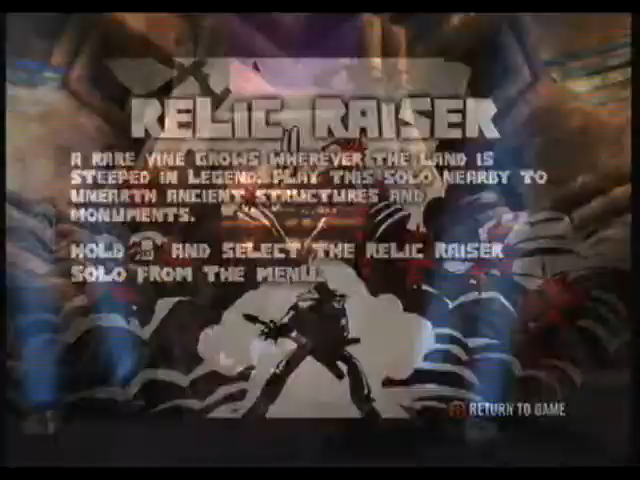 RELIC RAISER
A RARE VINE GROWS WHEREVER THE LAND IS
STEEPED IN LEGEND. PLAY THIS SOLO NEARBY TO
UNEARTH ANCIENT STRUCTURES AND
MONUMENTS.
HOLD AND SELECT THE RELIC RAISER
SOLO FROM THE MENU.
RETURN TO GAME